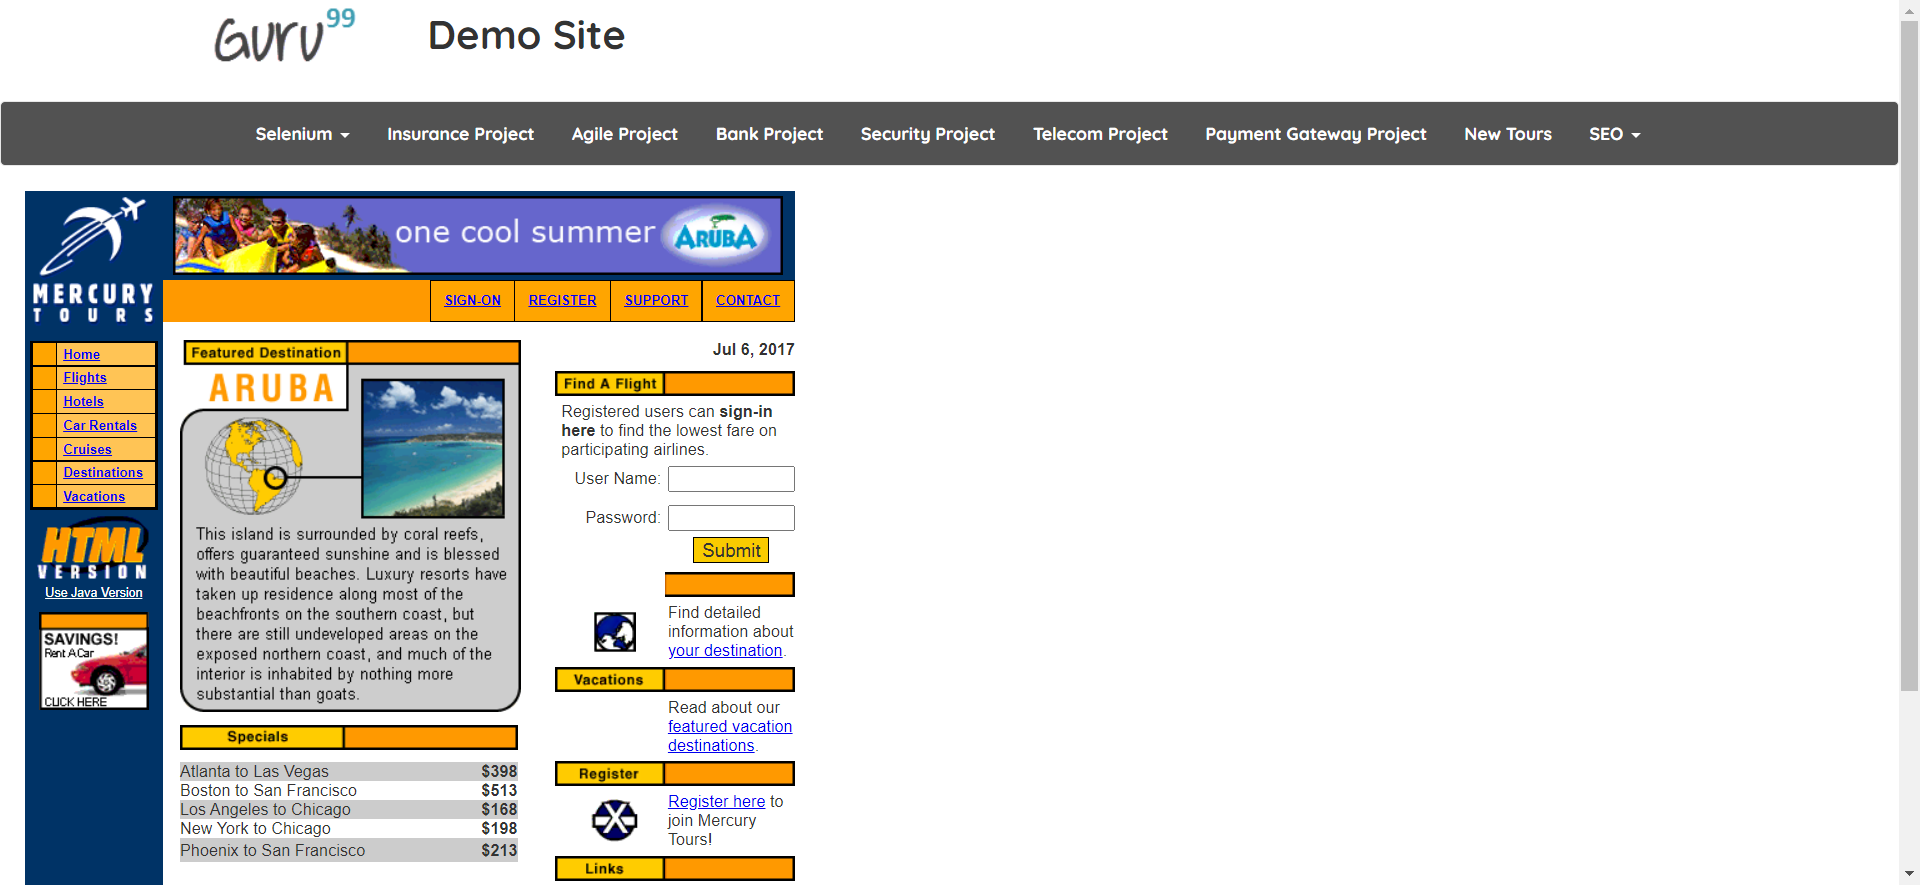 Guru99
Demo Site
Selenium
Insurance Project
Agile Project
Bank Project
Security Project
Telecom Project
Payment Gateway Project
New Tours
SEO
one cool summer
ARUBA
MERCURY
TOURS
SIGN-ON
REGISTER
SUPPORT
CONTACT
Home
Flights
Hotels
Car Rentals
Cruises
Destinations
Vacations
HTML
VERSION
Use Java Version
SAVINGS!
Rent A Car
CLICK HERE
Featured Destination
ARUBA
This island is surrounded by coral reefs,
offers guaranteed sunshine and is blessed
with beautiful beaches. Luxury resorts have
taken up residence along most of the
beachfronts on the southern coast, but
there are still undeveloped areas on the
exposed northern coast, and much of the
interior is inhabited by nothing more
substantial than goats.
Specials
Atlanta to Las Vegas $398
Boston to San Francisco $513
Los Angeles to Chicago $168
New York to Chicago $198
Phoenix to San Francisco $213
Jul 6, 2017
Find A Flight
Registered users can sign-in
here to find the lowest fare on
participating airlines.
User Name:
Password:
Submit
Find detailed
information about
your destination.
Vacations
Read about our
featured vacation
destinations.
Register
Register here to
join Mercury
Tours!
Links